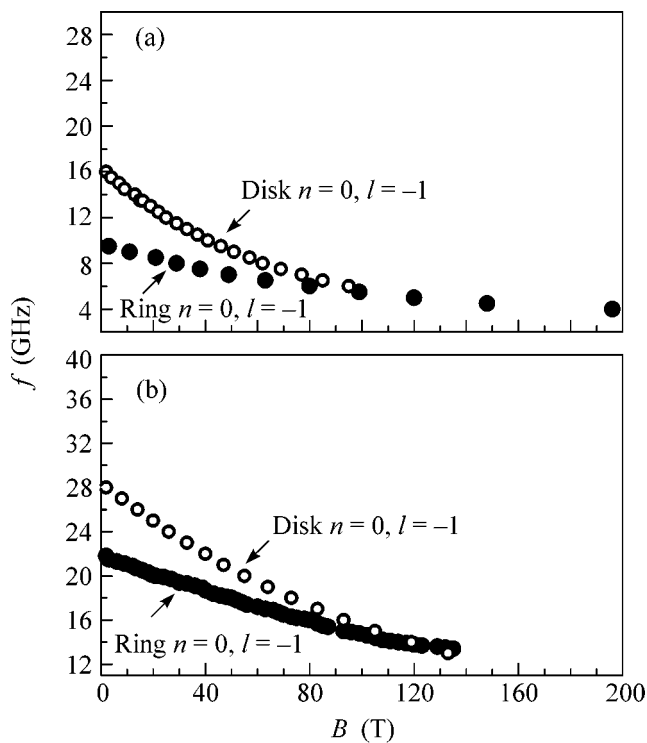 (a)
28
24
20
16
12
8
4
Disk n = 0, l = –1
Ring n = 0, l = –1
f (GHz)
(b)
40
36
32
28
24
20
16
12
Disk n = 0, l = –1
Ring n = 0, l = –1
0 40 80 120 160 200
B (T)